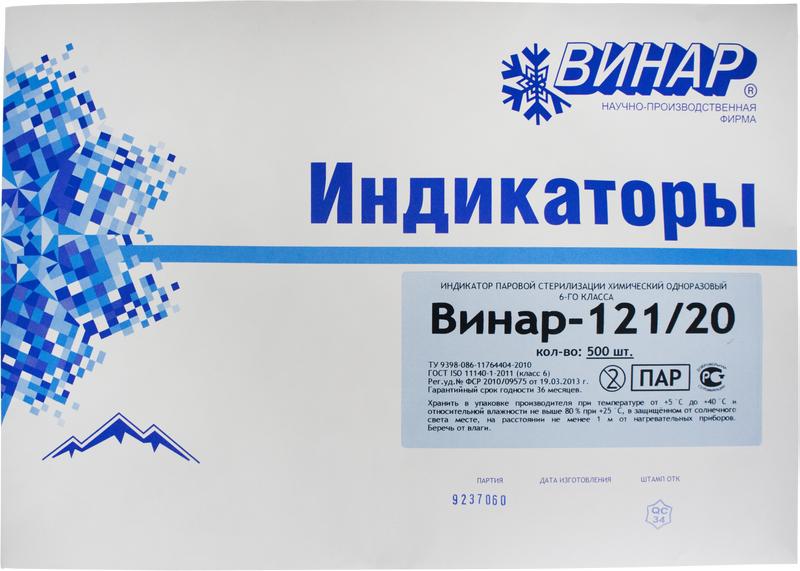 ВИНАР®
НАУЧНО-ПРОИЗВОДСТВЕННАЯ
ФИРМА
Индикаторы
ИНДИКАТОР ПАРОВОЙ СТЕРИЛИЗАЦИИ ХИМИЧЕСКИЙ ОДНОРАЗОВЫЙ
6-ГО КЛАССА
Винар-121/20
кол-во: 500 шт.
ТУ 9398-086-11764404-2010
ГОСТ ISO 11140-1-2011 (класс 6)
Рег.уд.№ ФСР 2010/09575 от 19.03.2013 г.
Гарантийный срок годности 36 месяцев.
2 ПАР
Хранить в упаковке производителя при температуре от +5 °С до +40 °С и
относительной влажности не выше 80 % при +25 °С, в защищённом от солнечного
света месте, на расстоянии не менее 1 м от нагревательных приборов.
Беречь от влаги.
ПАРТИЯ ДАТА ИЗГОТОВЛЕНИЯ ШТАМП ОТК
9237060
QC
34